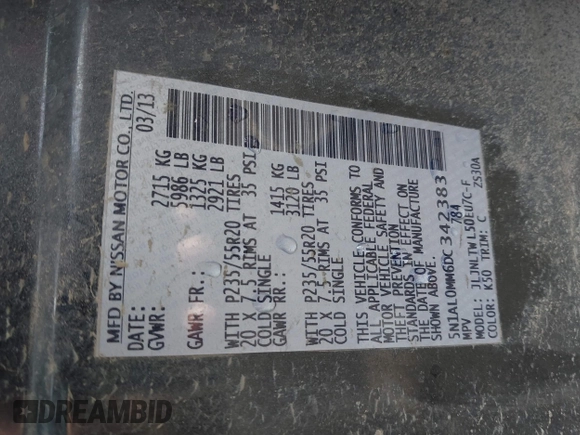 MFD BY NISSAN MOTOR CO., LTD.
DATE: 03/13
GVWR: 2715 KG
5986 LB
GAWR FR.: 1325 KG
2921 LB
WITH P235/55R20 TIRES
20 X 7.5 RIMS AT 35 PSI
COLD SINGLE
GAWR RR.: 1415 KG
3120 LB
WITH P235/55R20 TIRES
20 X 7.5 RIMS AT 35 PSI
COLD SINGLE
THIS VEHICLE CONFORMS TO
ALL APPLICABLE FEDERAL
MOTOR VEHICLE SAFETY AND
THEFT PREVENTION
STANDARDS IN EFFECT ON
THE DATE OF MANUFACTURE
SHOWN ABOVE.
5N1AL0MM6DC 342383
MPV 784
MODEL: JLJNLTWL50EU7C-F
COLOR: K50 TRIM: C ZS30A
DREAMBID